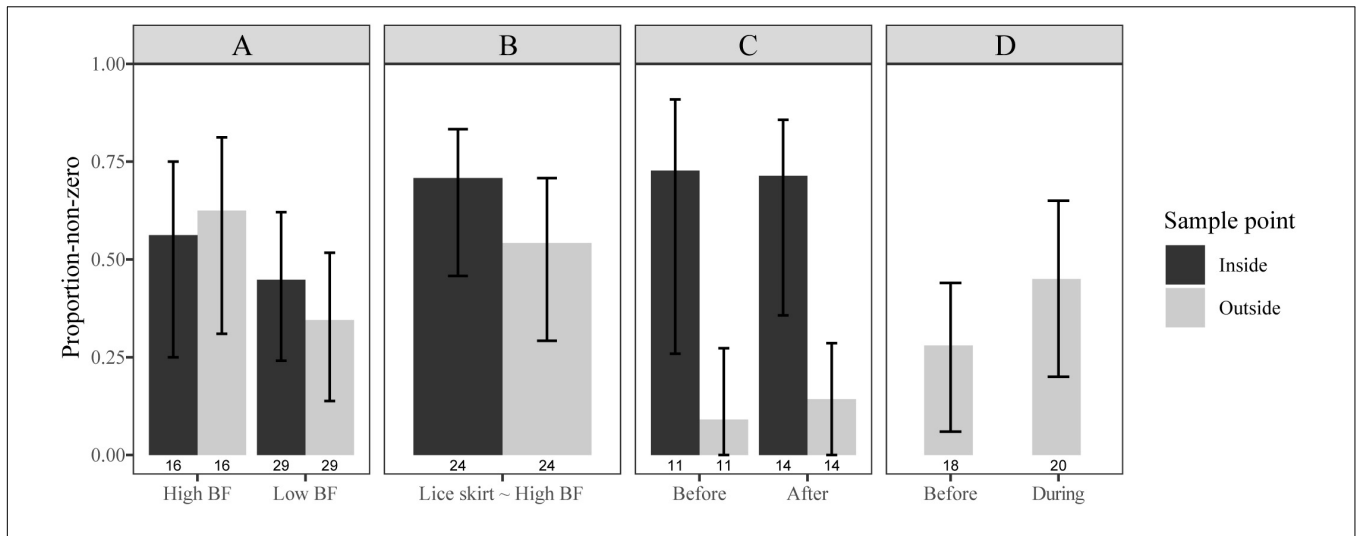 A B C D
Proportion-non-zero
1.00
0.75
0.50
0.25
0.00
16 16 29 29 24 24 11 11 14 14 18 20
High BF Low BF Lice skirt ~ High BF Before After Before During
Sample point
Inside
Outside